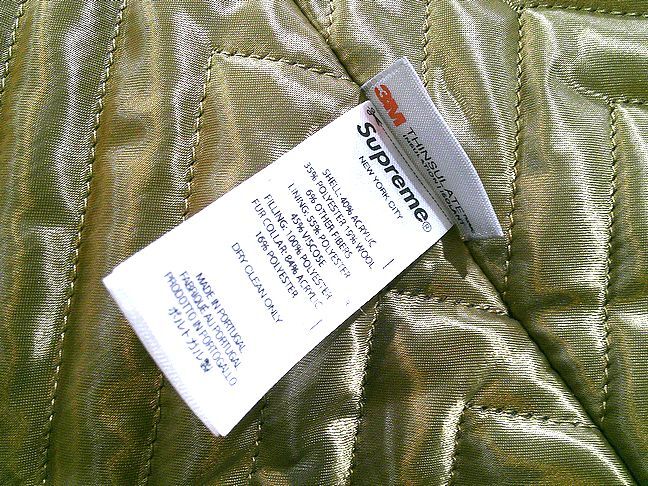 3M
THINSULATE
Supreme®
NEW YORK CITY
SHELL: 40% ACRYLIC
35% POLYESTER 19% WOOL
6% OTHER FIBERS
LINING: 55% POLYESTER
45% VISCOSE
FILLING: 100% POLYESTER
FUR COLLAR: 84% ACRYLIC
16% POLYESTER
DRY CLEAN ONLY
MADE IN PORTUGAL
FABRIQUE AU PORTUGAL
PRODOTTO IN PORTOGALLO
ポルトガル製